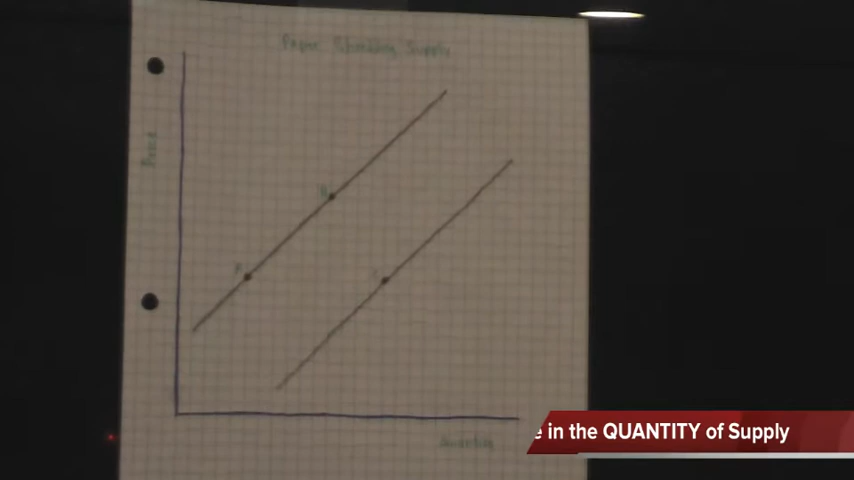 Paper Shredding Supply
Price
B
A
Quantity
e in the QUANTITY of Supply